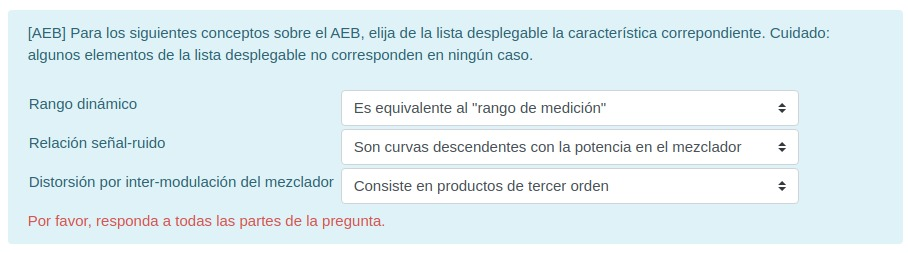 [AEB] Para los siguientes conceptos sobre el AEB, elija de la lista desplegable la característica correpondiente. Cuidado:
algunos elementos de la lista desplegable no corresponden en ningún caso.
Rango dinámico
Es equivalente al "rango de medición"
Relación señal-ruido
Son curvas descendentes con la potencia en el mezclador
Distorsión por inter-modulación del mezclador
Consiste en productos de tercer orden
Por favor, responda a todas las partes de la pregunta.